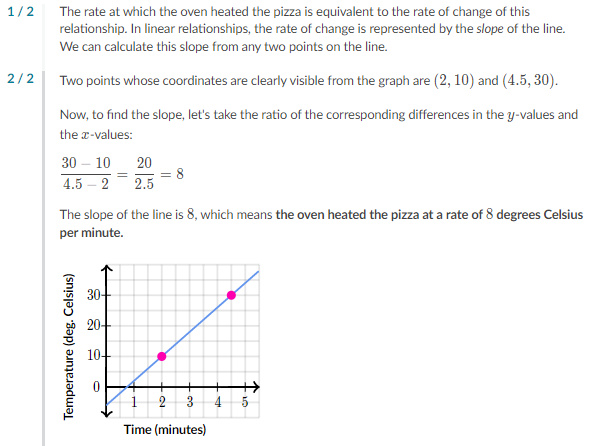 1 / 2
The rate at which the oven heated the pizza is equivalent to the rate of change of this
relationship. In linear relationships, the rate of change is represented by the slope of the line.
We can calculate this slope from any two points on the line.
2 / 2
Two points whose coordinates are clearly visible from the graph are (2, 10) and (4.5, 30).
Now, to find the slope, let's take the ratio of the corresponding differences in the y-values and
the x-values:
30 − 10 / 4.5 − 2 = 20 / 2.5 = 8
The slope of the line is 8, which means the oven heated the pizza at a rate of 8 degrees Celsius
per minute.
Temperature (deg. Celsius)
30
20
10
0
1 2 3 4 5
Time (minutes)